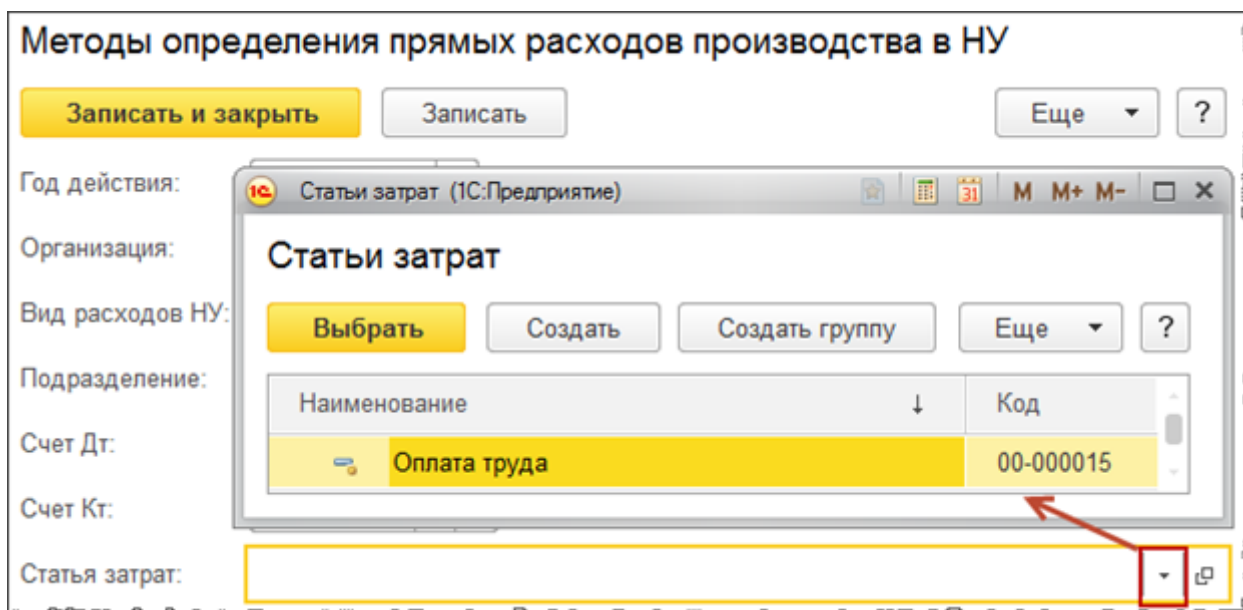 Методы определения прямых расходов производства в НУ
Записать и закрыть Записать Еще ?
Год действия:
1С Статьи затрат (1С:Предприятие) 31 M M+ M-
Организация:
Статьи затрат
Вид расходов НУ:
Выбрать Создать Создать группу Еще ?
Подразделение:
Наименование ↓ Код
Счет Дт:
Оплата труда 00-000015
Счет Кт:
Статья затрат: